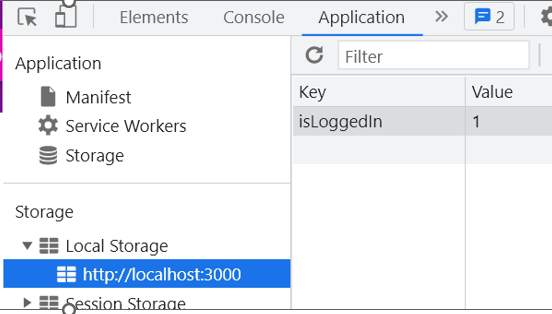 Elements Console Application 2
Application
Manifest
Service Workers
Storage
Storage
Local Storage
http://localhost:3000
Session Storage
Filter
Key Value
isLoggedIn 1